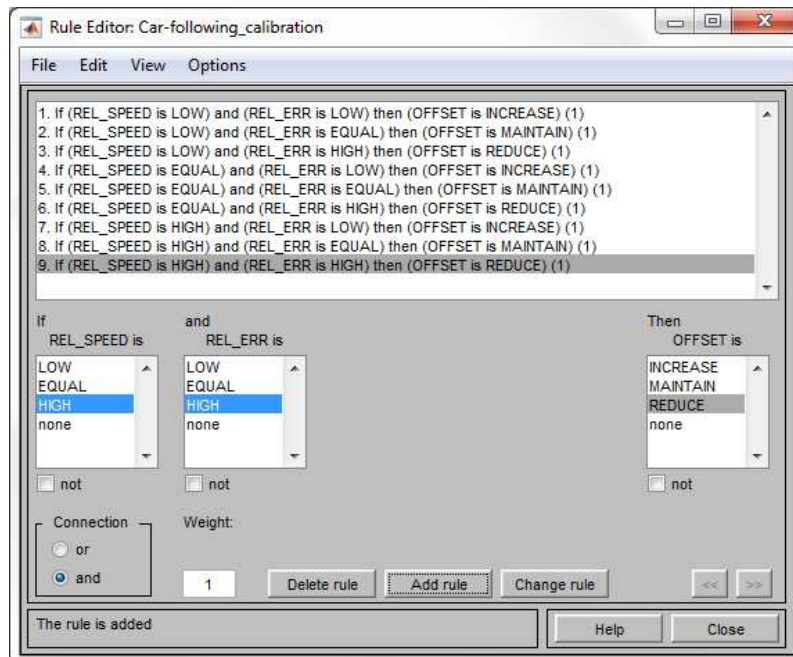 Rule Editor: Car-following_calibration
File Edit View Options
1. If (REL_SPEED is LOW) and (REL_ERR is LOW) then (OFFSET is INCREASE) (1)
2. If (REL_SPEED is LOW) and (REL_ERR is EQUAL) then (OFFSET is MAINTAIN) (1)
3. If (REL_SPEED is LOW) and (REL_ERR is HIGH) then (OFFSET is REDUCE) (1)
4. If (REL_SPEED is EQUAL) and (REL_ERR is LOW) then (OFFSET is INCREASE) (1)
5. If (REL_SPEED is EQUAL) and (REL_ERR is EQUAL) then (OFFSET is MAINTAIN) (1)
6. If (REL_SPEED is EQUAL) and (REL_ERR is HIGH) then (OFFSET is REDUCE) (1)
7. If (REL_SPEED is HIGH) and (REL_ERR is LOW) then (OFFSET is INCREASE) (1)
8. If (REL_SPEED is HIGH) and (REL_ERR is EQUAL) then (OFFSET is MAINTAIN) (1)
9. If (REL_SPEED is HIGH) and (REL_ERR is HIGH) then (OFFSET is REDUCE) (1)
If
REL_SPEED is
LOW
EQUAL
HIGH
none
not
and
REL_ERR is
LOW
EQUAL
HIGH
none
not
Then
OFFSET is
INCREASE
MAINTAIN
REDUCE
none
not
Connection
or
and
Weight:
1
Delete rule
Add rule
Change rule
<< >>
The rule is added
Help
Close